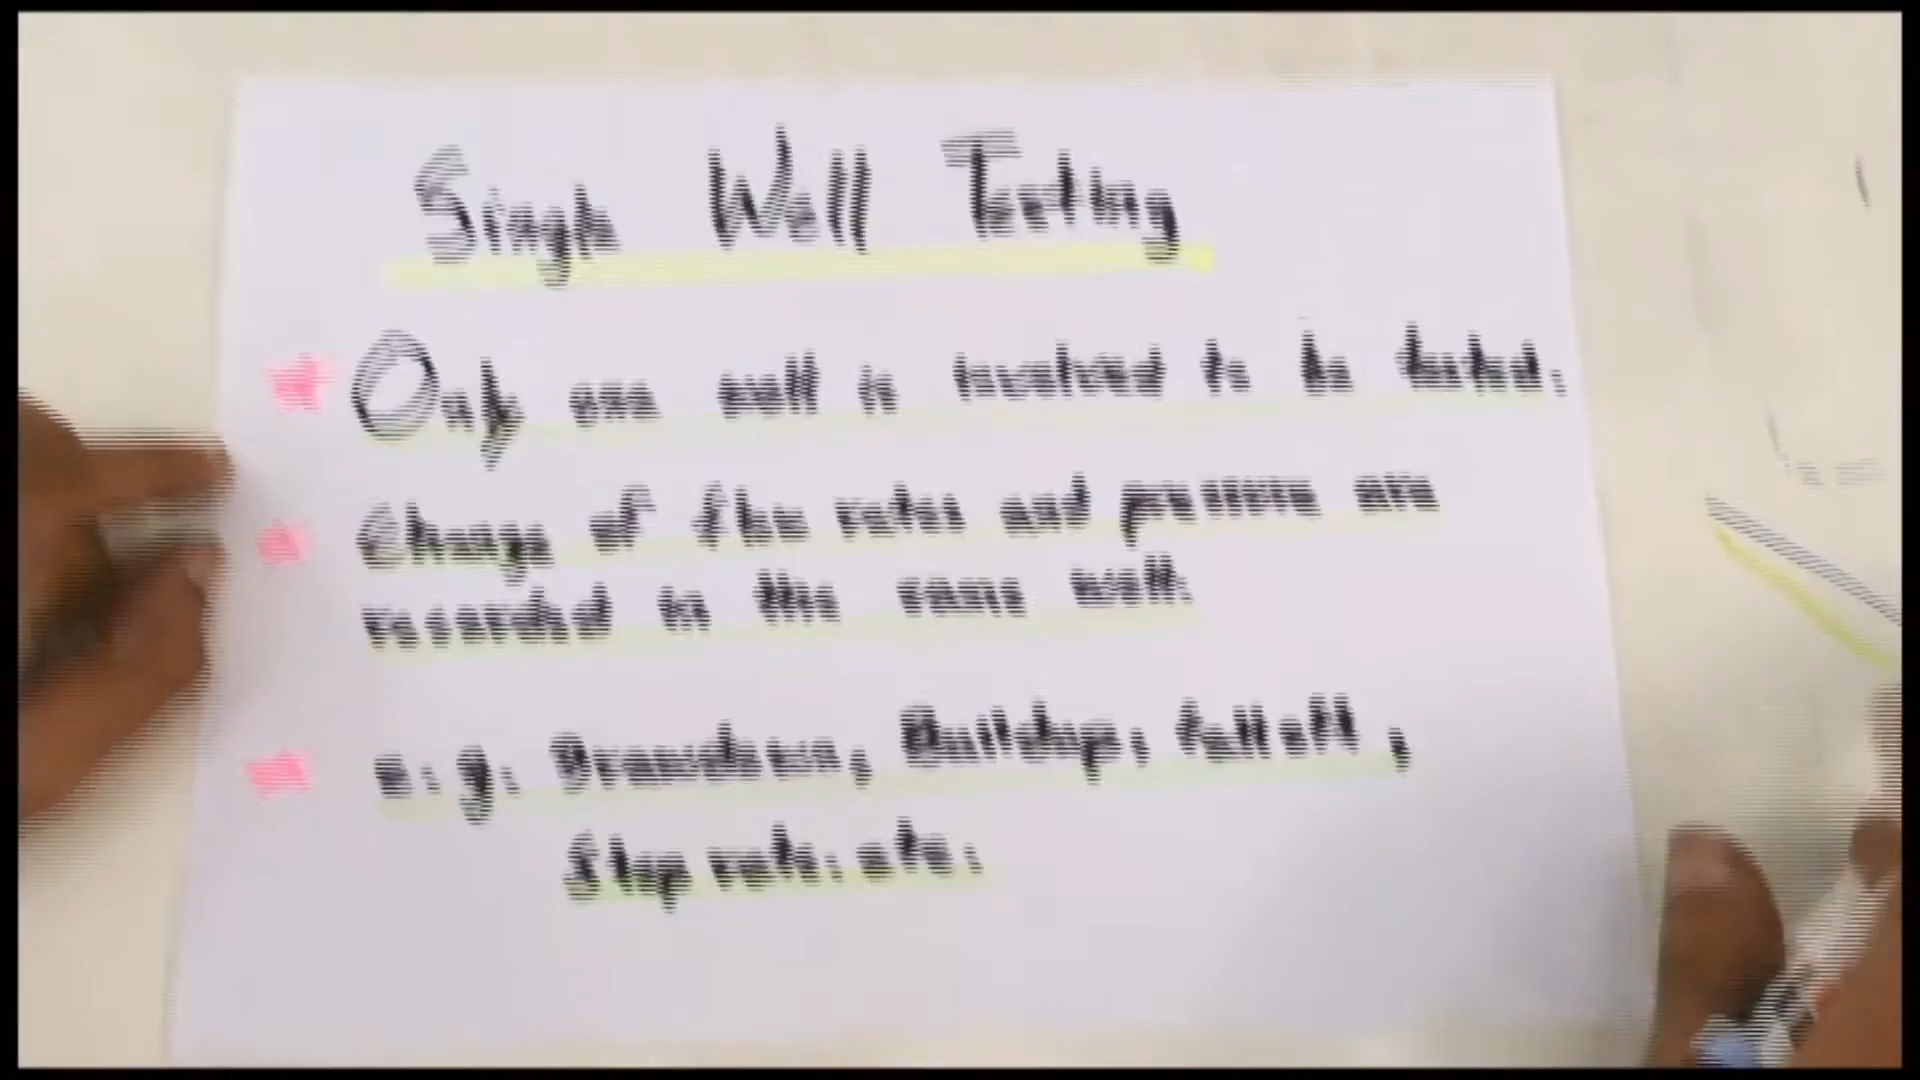 Single Well Testing
Only one well is involved to be tested.
Change of flow rates and pressure are
recorded in the same well.
e.g. Drawdown, Buildup, falloff,
Step rate, etc.